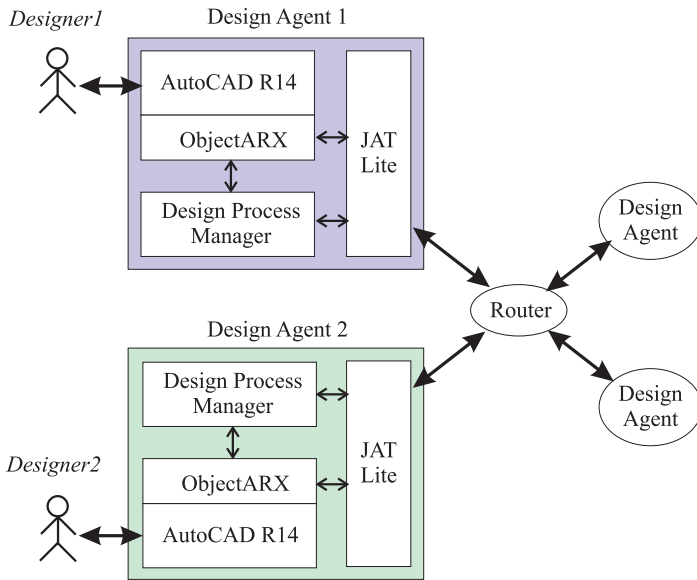 Designer1
Design Agent 1
AutoCAD R14
ObjectARX
JAT
Lite
Design Process
Manager
Design
Agent
Router
Design Agent 2
Design Process
Manager
Design
Agent
Designer2
ObjectARX
JAT
Lite
AutoCAD R14